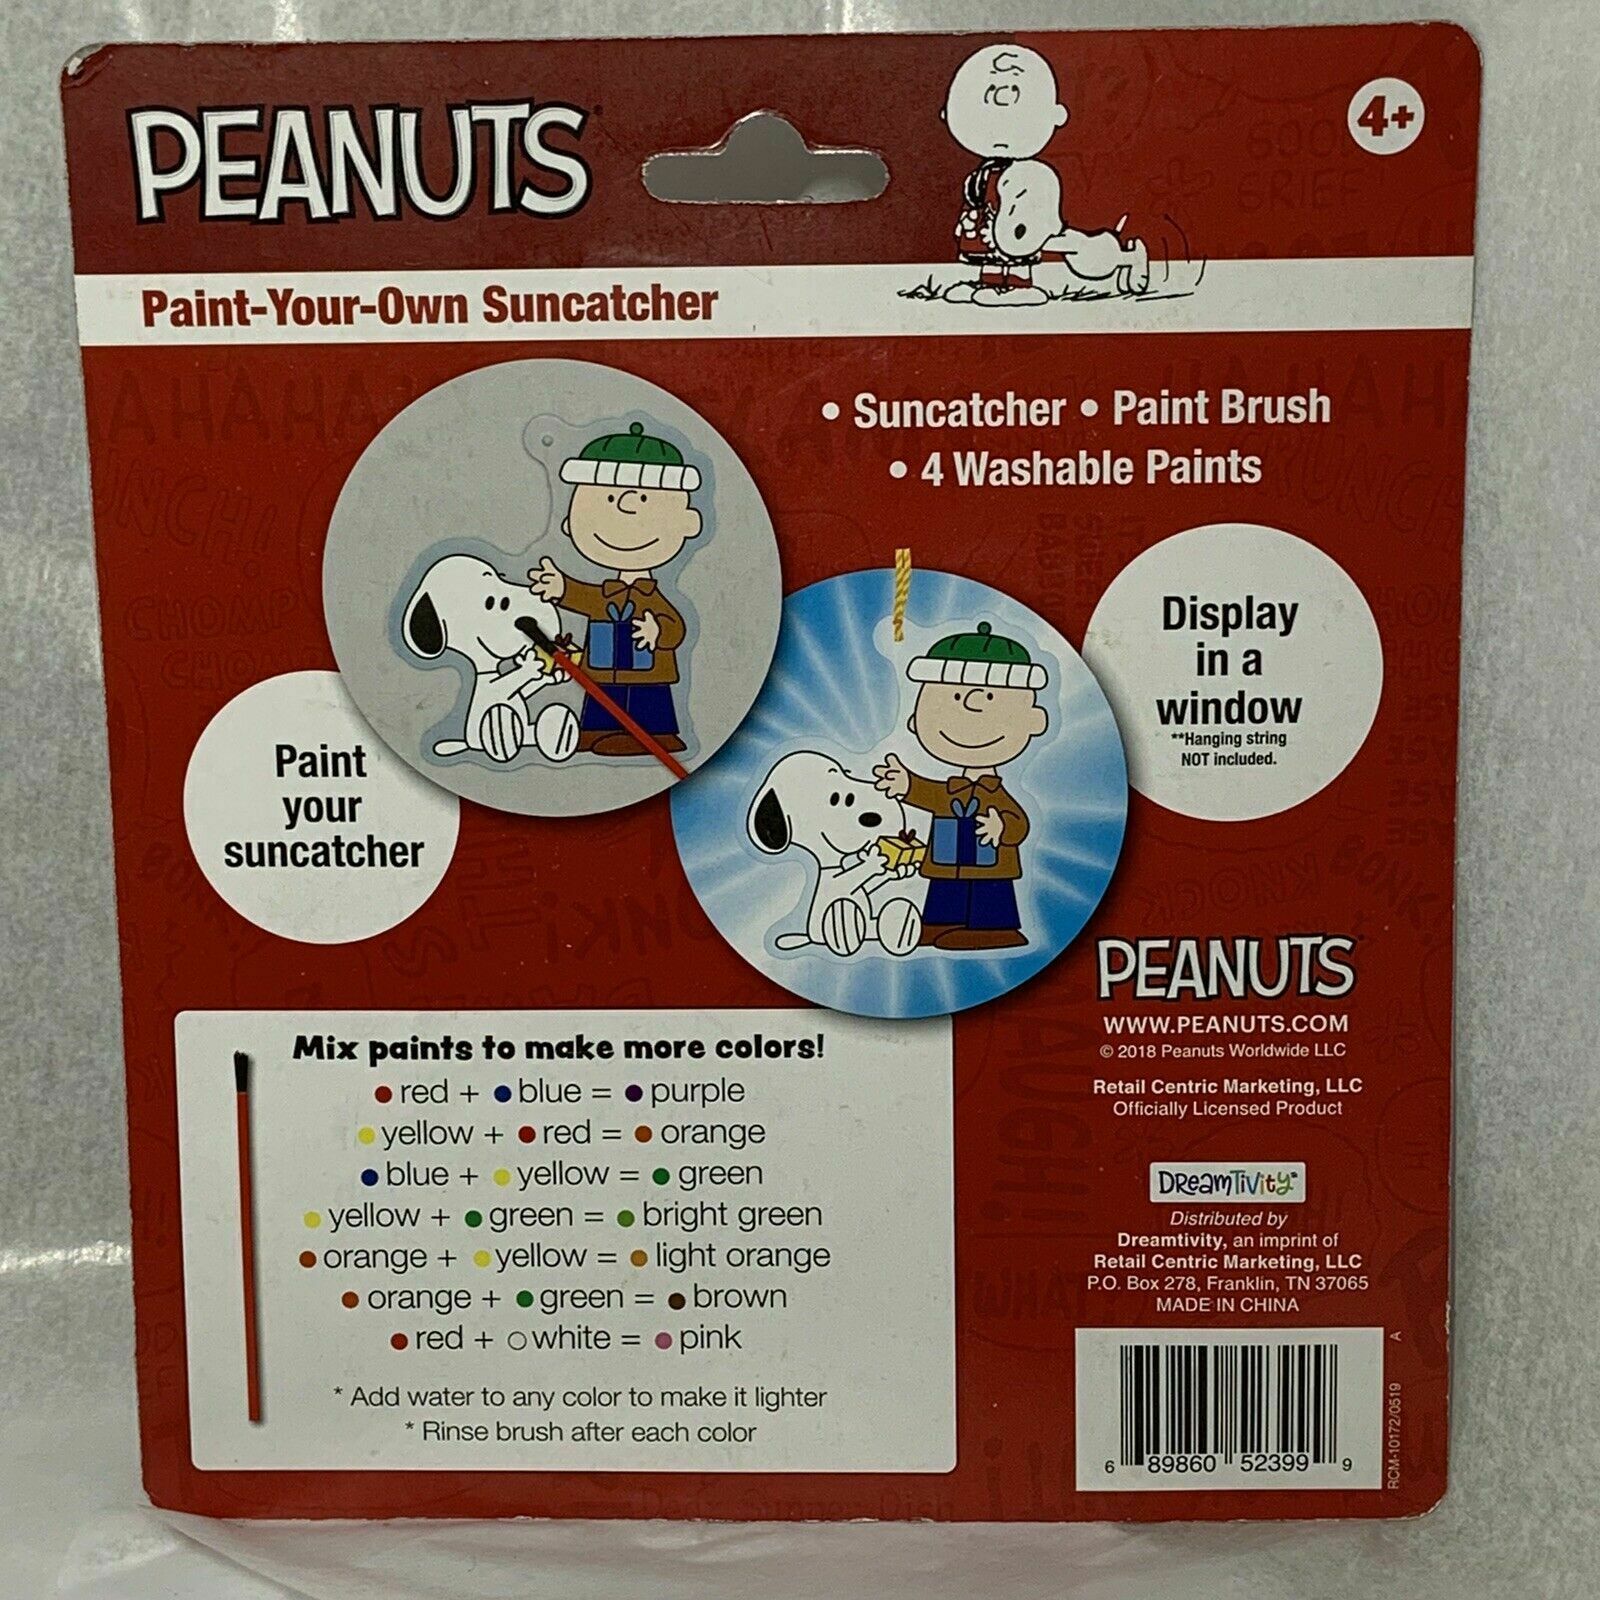 PEANUTS
4+
Paint-Your-Own Suncatcher
• Suncatcher • Paint Brush
• 4 Washable Paints
Paint
your
suncatcher
Display
in a
window
**Hanging string
NOT included.
Mix paints to make more colors!
red + blue = purple
yellow + red = orange
blue + yellow = green
yellow + green = bright green
orange + yellow = light orange
orange + green = brown
red + white = pink
* Add water to any color to make it lighter
* Rinse brush after each color
PEANUTS
WWW.PEANUTS.COM
© 2018 Peanuts Worldwide LLC
Retail Centric Marketing, LLC
Officially Licensed Product
DReamTiVity
Distributed by
Dreamtivity, an imprint of
Retail Centric Marketing, LLC
P.O. Box 278, Franklin, TN 37065
MADE IN CHINA
6 89860 52399 9
RCM-10172/0519 A